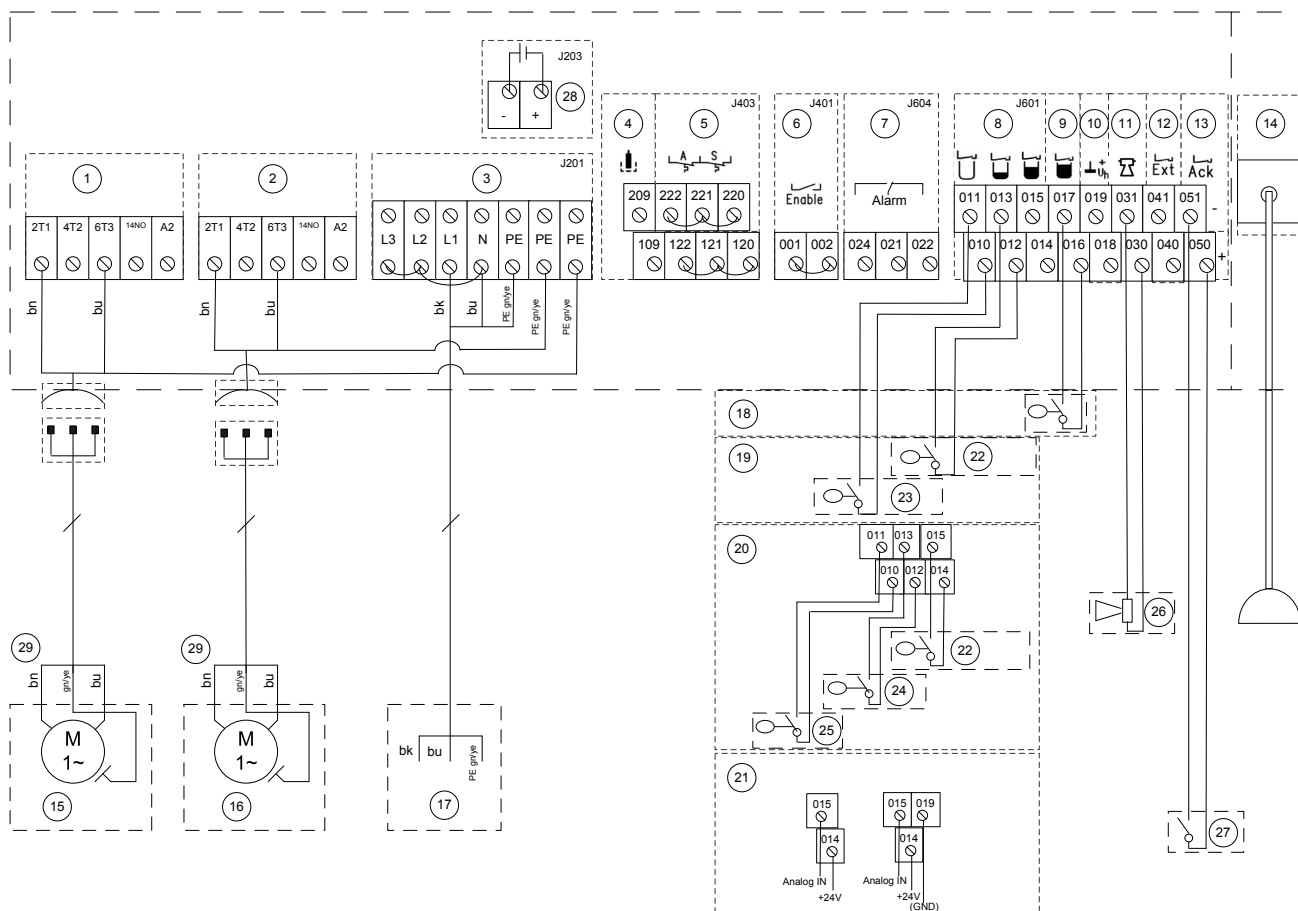 J203
28
- +
J403
J401
J604
J601
1
2
3
4
5
6
7
8
9
10
11
12
13
14
J201
A S
P P
Enable
Alarm
+
Uh
Ext
Ack
2T1 4T2 6T3 14NO A2
2T1 4T2 6T3 14NO A2
L3 L2 L1 N PE PE PE
209 222 221 220
109 122 121 120
001 002
024 021 022
011 013 015 017 019 031 041 051 -
010 012 014 016 018 030 040 050 +
bn bu
bn bu
bk bu PE gn/ye PE gn/ye PE gn/ye
18
19
22
23
20
011 013 015
010 012 014
22
24
25
26
29
bn gn/ye bu
29
bn gn/ye bu
M
1~
M
1~
bk bu PE gn/ye
15
16
17
21
015
014
Analog IN
+24V
015 019
014
Analog IN
+24V
(GND)
27